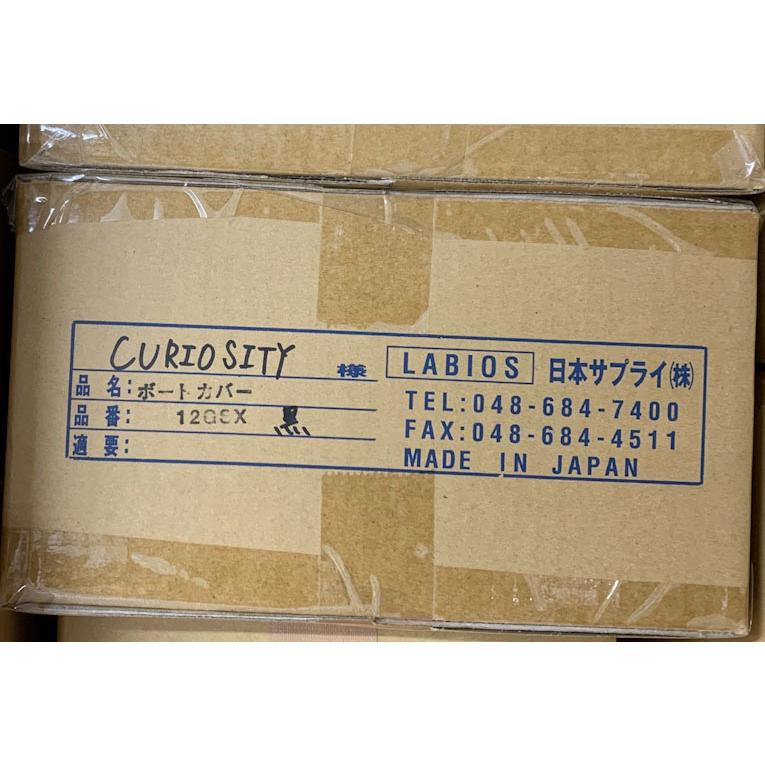 CURIOSITY 様
品名:ボートカバー
品番: 12GSX 黒
適要:
LABIOS 日本サプライ(株)
TEL:048-684-7400
FAX:048-684-4511
MADE IN JAPAN